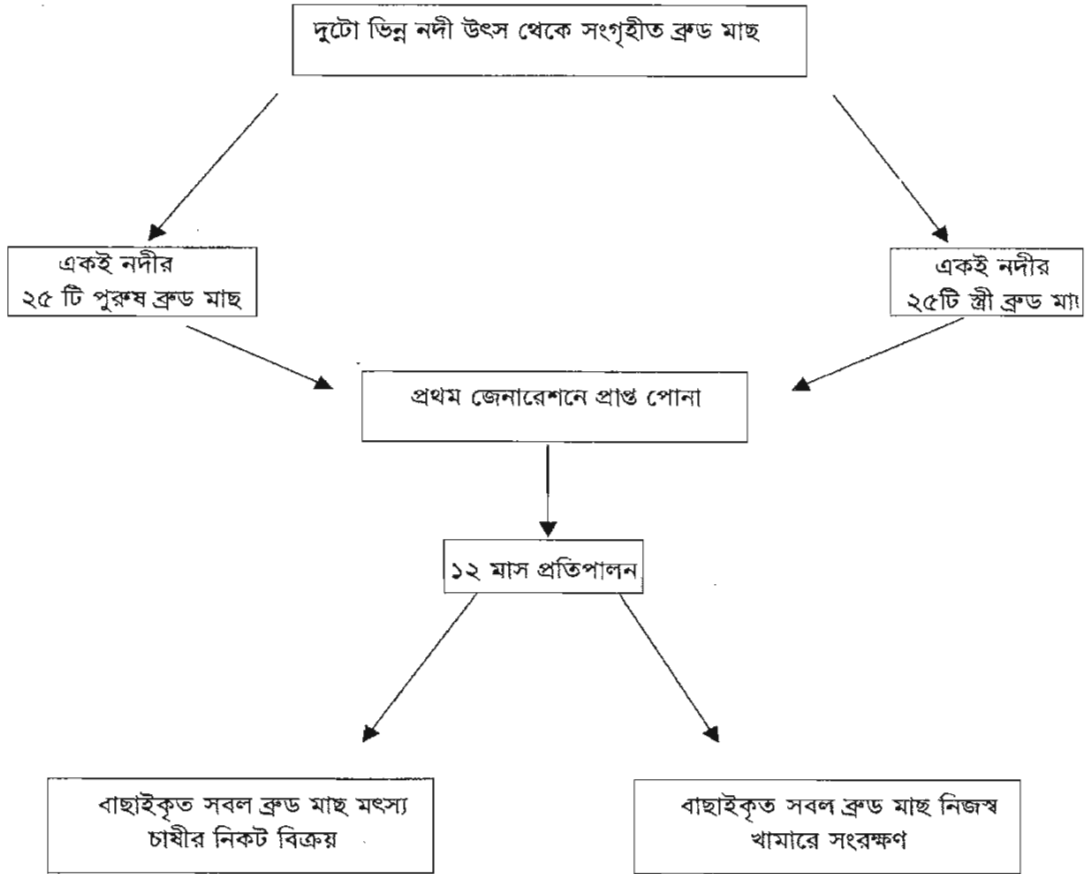 দুটো ভিন্ন নদী উৎস থেকে সংগৃহীত ব্রুড মাছ
একই নদীর
২৫ টি পুরুষ ব্রুড মাছ
একই নদীর
২৫টি স্ত্রী ব্রুড মা
প্রথম জেনারেশনে প্রাপ্ত পোনা
১২ মাস প্রতিপালন
বাছাইকৃত সবল ব্রুড মাছ মৎস্য
চাষীর নিকট বিক্রয়
বাছাইকৃত সবল ব্রুড মাছ নিজস্ব
খামারে সংরক্ষণ